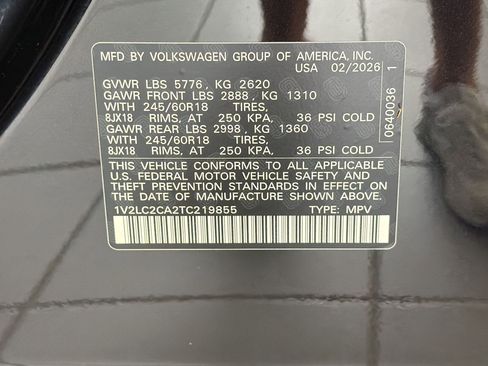 MFD BY VOLKSWAGEN GROUP OF AMERICA, INC.
USA 02/2026
GVWR LBS 5776, KG 2620
GAWR FRONT LBS 2888, KG 1310
WITH 245/60R18 TIRES,
8JX18 RIMS, AT 250 KPA, 36 PSI COLD
GAWR REAR LBS 2998, KG 1360
WITH 245/60R18 TIRES,
8JX18 RIMS, AT 250 KPA, 36 PSI COLD
THIS VEHICLE CONFORMS TO ALL APPLICABLE
U.S. FEDERAL MOTOR VEHICLE SAFETY AND
THEFT PREVENTION STANDARDS IN EFFECT ON THE
DATE OF MANUFACTURE SHOWN ABOVE.
1V2LC2CA2TC219855 TYPE: MPV
0640036 1